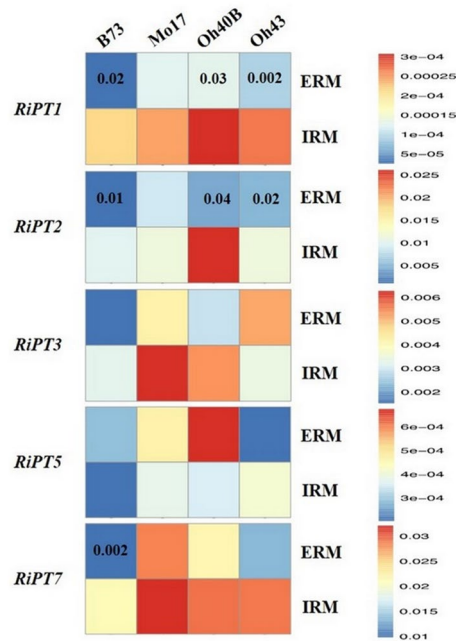 B73 Mo17 Oh40B Oh43
RiPT1
0.02 0.03 0.002 ERM
IRM
3e-04
0.00025
2e-04
0.00015
1e-04
5e-05
RiPT2
0.01 0.04 0.02 ERM
IRM
0.025
0.02
0.015
0.01
0.005
RiPT3
ERM
IRM
0.006
0.005
0.004
0.003
0.002
RiPT5
ERM
IRM
6e-04
5e-04
4e-04
3e-04
RiPT7
0.002 ERM
IRM
0.03
0.025
0.02
0.015
0.01